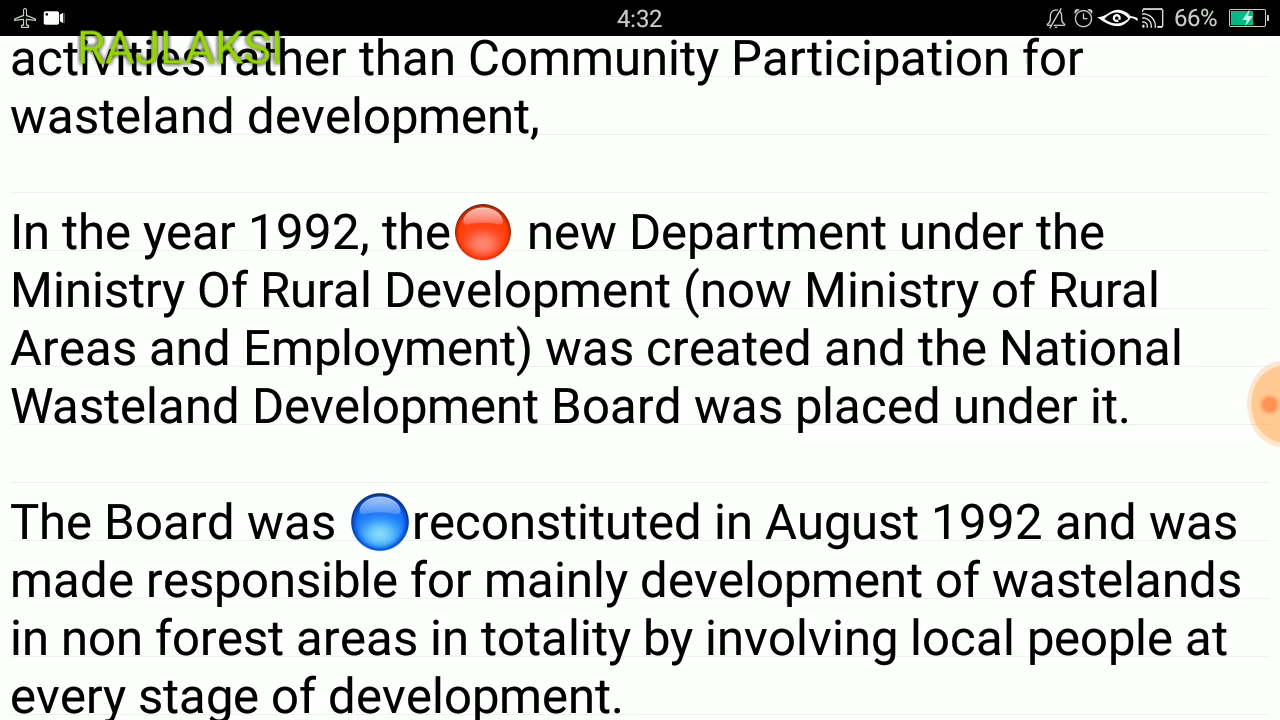 4:32
66%
RAJLAKSI
activities rather than Community Participation for
wasteland development,
In the year 1992, the new Department under the
Ministry Of Rural Development (now Ministry of Rural
Areas and Employment) was created and the National
Wasteland Development Board was placed under it.
The Board was reconstituted in August 1992 and was
made responsible for mainly development of wastelands
in non forest areas in totality by involving local people at
every stage of development.